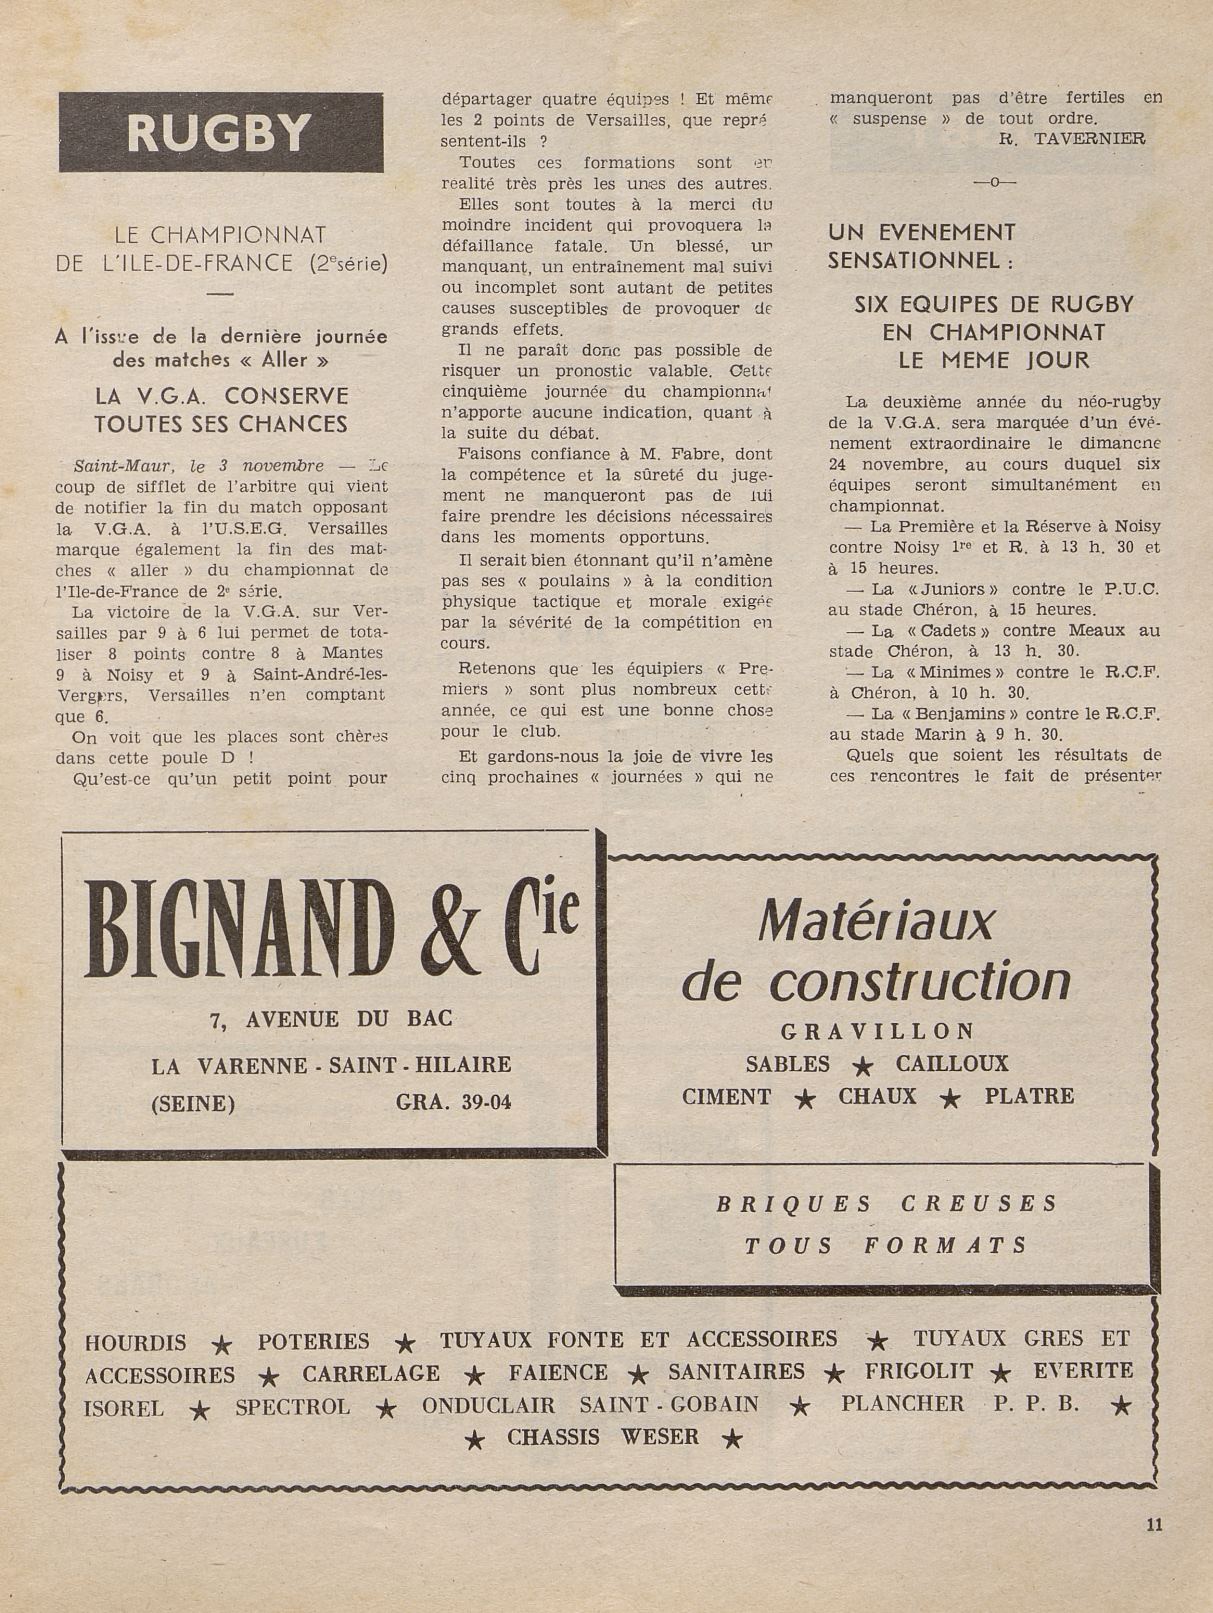 RUGBY
LE CHAMPIONNAT
DE L'ILE-DE-FRANCE (2e série)
A l'issue de la dernière journée
des matches « Aller »
LA V.G.A. CONSERVE
TOUTES SES CHANCES
Saint-Maur, le 3 novembre — Le
coup de sifflet de l'arbitre qui vient
de notifier la fin du match opposant
la V.G.A. à l'U.S.E.G. Versailles
marque également la fin des mat-
ches « aller » du championnat de
l'Ile-de-France de 2e série.
La victoire de la V.G.A. sur Ver-
sailles par 9 à 6 lui permet de tota-
liser 8 points contre 8 à Mantes
9 à Noisy et 9 à Saint-André-les-
Vergers, Versailles n'en comptant
que 6.
On voit que les places sont chères
dans cette poule D !
Qu'est-ce qu'un petit point pour
départager quatre équipes ! Et même
les 2 points de Versailles, que repré
sentent-ils ?
Toutes ces formations sont en
réalité très près les unes des autres.
Elles sont toutes à la merci du
moindre incident qui provoquera la
défaillance fatale. Un blessé, un
manquant, un entraînement mal suivi
ou incomplet sont autant de petites
causes susceptibles de provoquer de
grands effets.
Il ne paraît donc pas possible de
risquer un pronostic valable. Cette
cinquième journée du championnat
n'apporte aucune indication, quant à
la suite du débat.
Faisons confiance à M. Fabre, dont
la compétence et la sûreté du juge-
ment ne manqueront pas de lui
faire prendre les décisions nécessaires
dans les moments opportuns.
Il serait bien étonnant qu'il n'amène
pas ses « poulains » à la condition
physique tactique et morale exigée
par la sévérité de la compétition en
cours.
Retenons que les équipiers « Pre-
miers » sont plus nombreux cette
année, ce qui est une bonne chose
pour le club.
Et gardons-nous la joie de vivre les
cinq prochaines « journées » qui ne
manqueront pas d'être fertiles en
« suspense » de tout ordre.
R. TAVERNIER
—o—
UN EVENEMENT
SENSATIONNEL :
SIX EQUIPES DE RUGBY
EN CHAMPIONNAT
LE MEME JOUR
La deuxième année du néo-rugby
de la V.G.A. sera marquée d'un évé-
nement extraordinaire le dimanche
24 novembre, au cours duquel six
équipes seront simultanément en
championnat.
— La Première et la Réserve à Noisy
contre Noisy 1re et R. à 13 h. 30 et
à 15 heures.
— La « Juniors » contre le P.U.C.
au stade Chéron, à 15 heures.
— La « Cadets » contre Meaux au
stade Chéron, à 13 h. 30.
— La « Minimes » contre le R.C.F.
à Chéron, à 10 h. 30.
— La « Benjamins » contre le R.C.F.
au stade Marin à 9 h. 30.
Quels que soient les résultats de
ces rencontres le fait de présenter
BIGNAND & Cie
7, AVENUE DU BAC
LA VARENNE - SAINT - HILAIRE
(SEINE) GRA. 39-04
Matériaux
de construction
GRAVILLON
SABLES ★ CAILLOUX
CIMENT ★ CHAUX ★ PLATRE
BRIQUES CREUSES
TOUS FORMATS
HOURDIS ★ POTERIES ★ TUYAUX FONTE ET ACCESSOIRES ★ TUYAUX GRES ET
ACCESSOIRES ★ CARRELAGE ★ FAIENCE ★ SANITAIRES ★ FRIGOLIT ★ EVERITE
ISOREL ★ SPECTROL ★ ONDUCLAIR SAINT - GOBAIN ★ PLANCHER P. P. B. ★
★ CHASSIS WESER ★
11